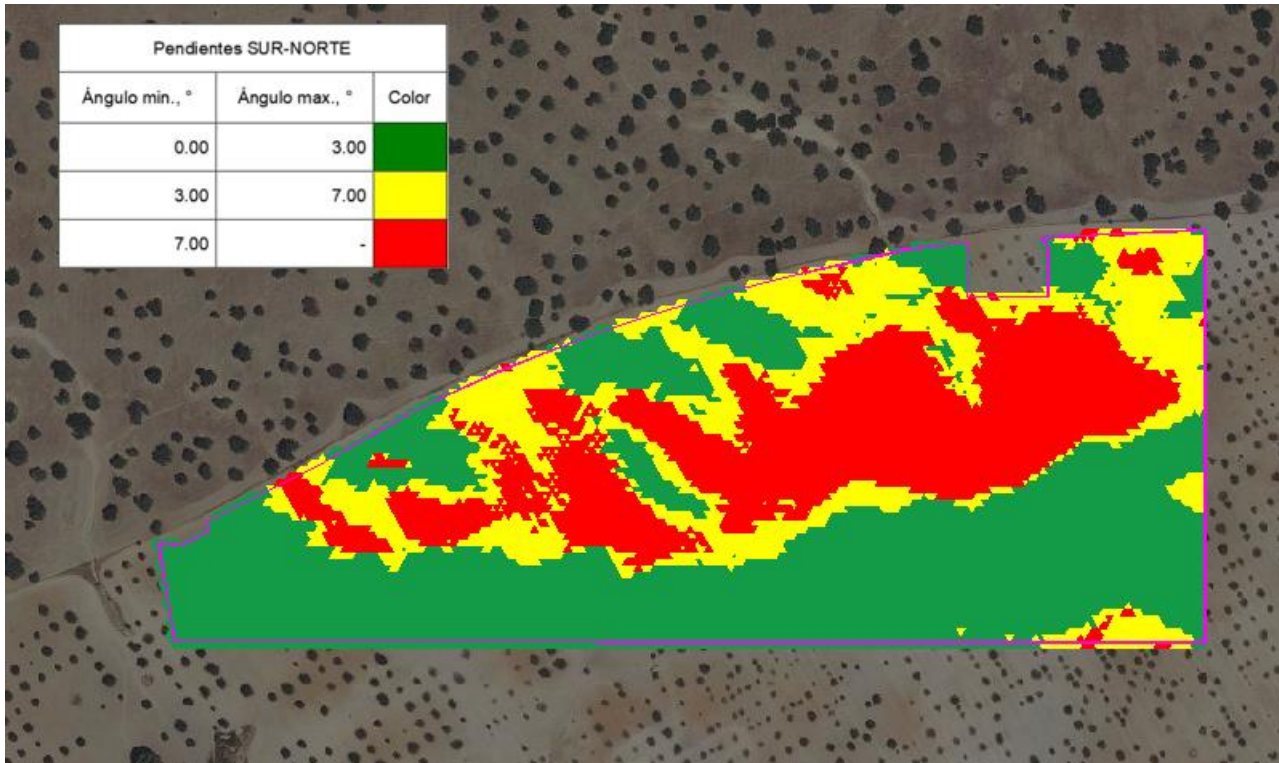 Pendientes SUR-NORTE
Ángulo min., ° Ángulo max., ° Color
0.00 3.00
3.00 7.00
7.00 -